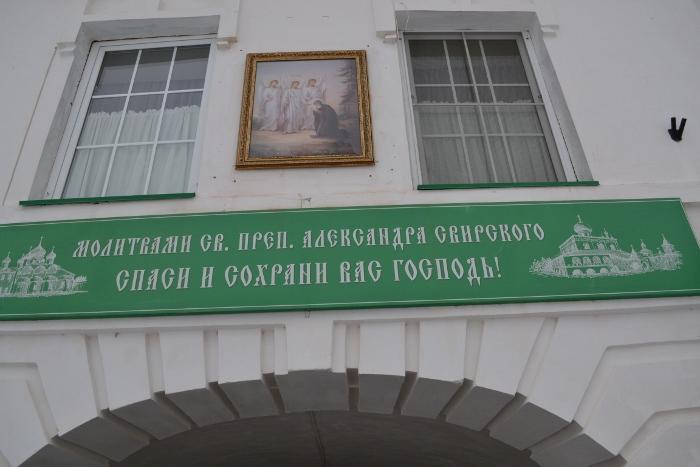 МОЛИТВАМИ СВ. ПРЕП. АЛЕКСАНДРА СВИРСКОГО
СПАСИ И СОХРАНИ ВАС ГОСПОДЬ!